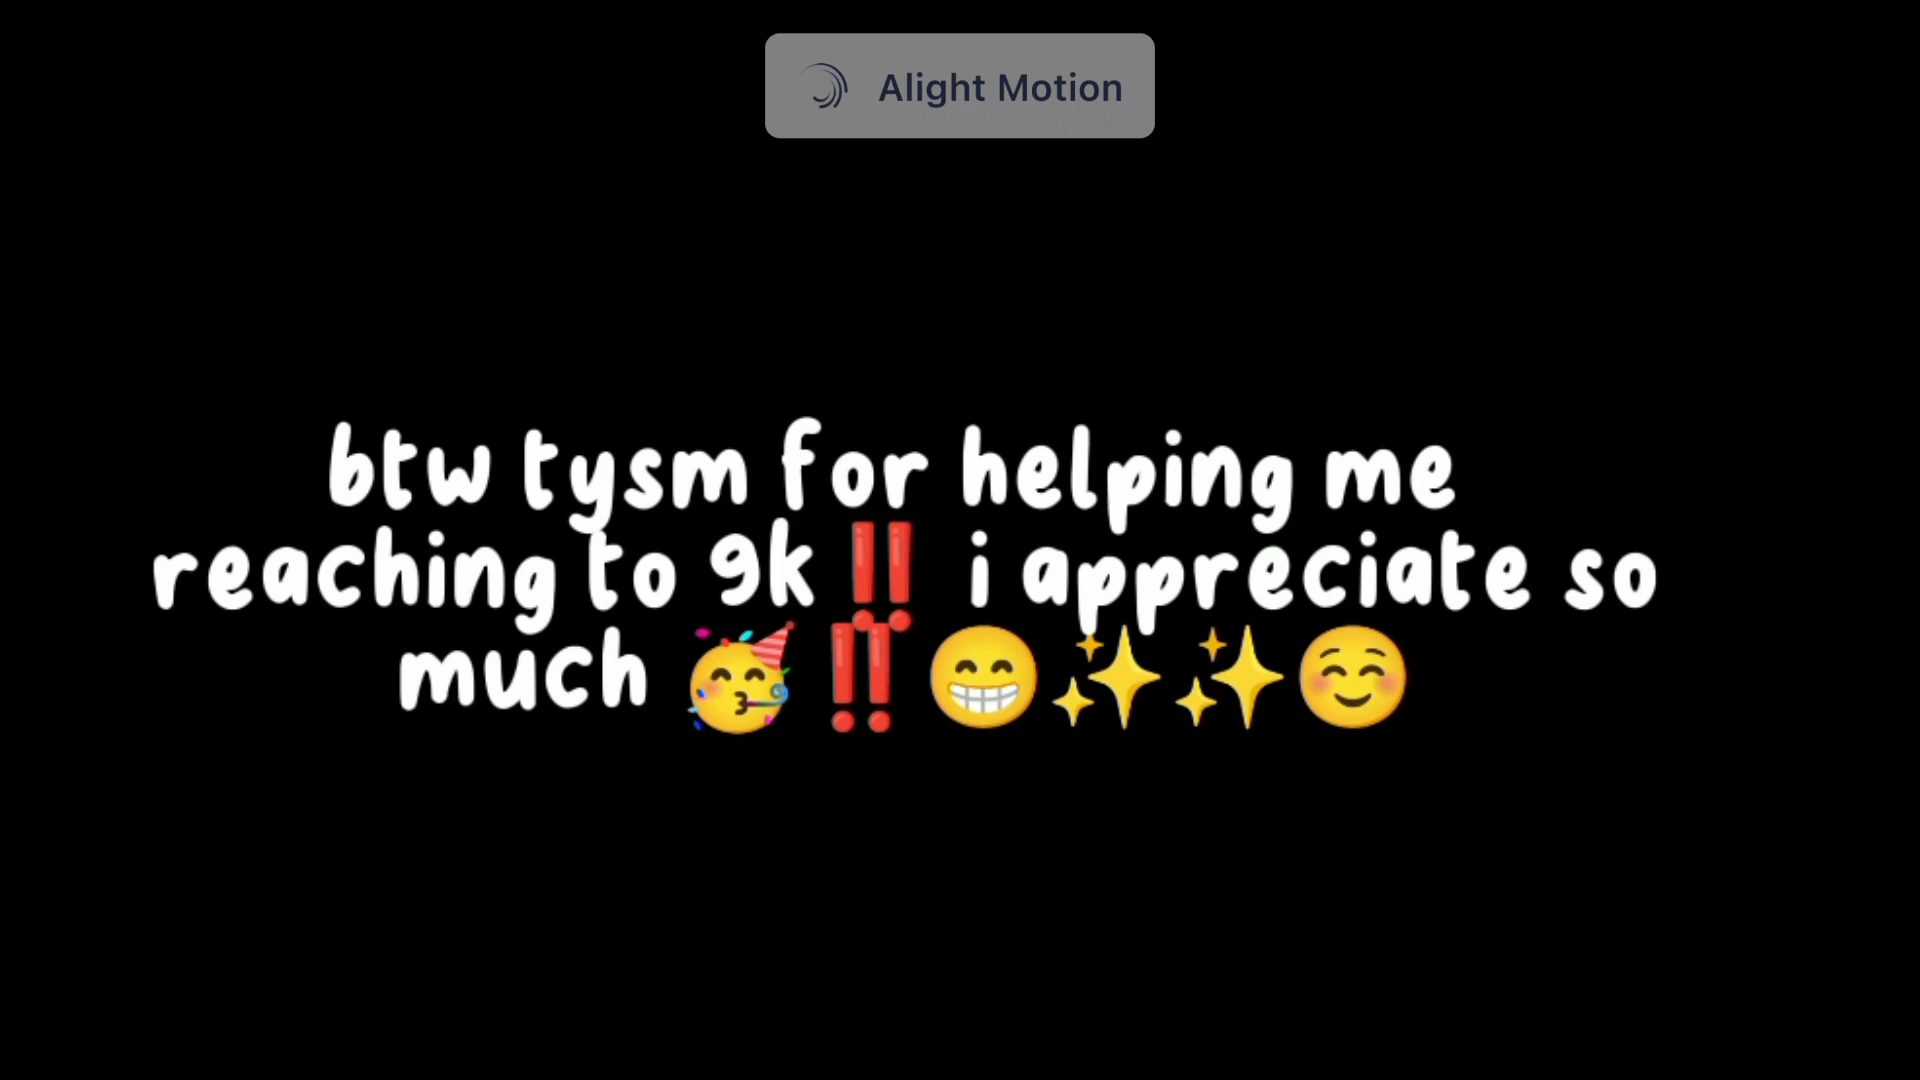 Alight Motion
btw tysm for helping me
reaching to 9k‼️ i appreciate so
much 🥳‼️😁✨✨☺️